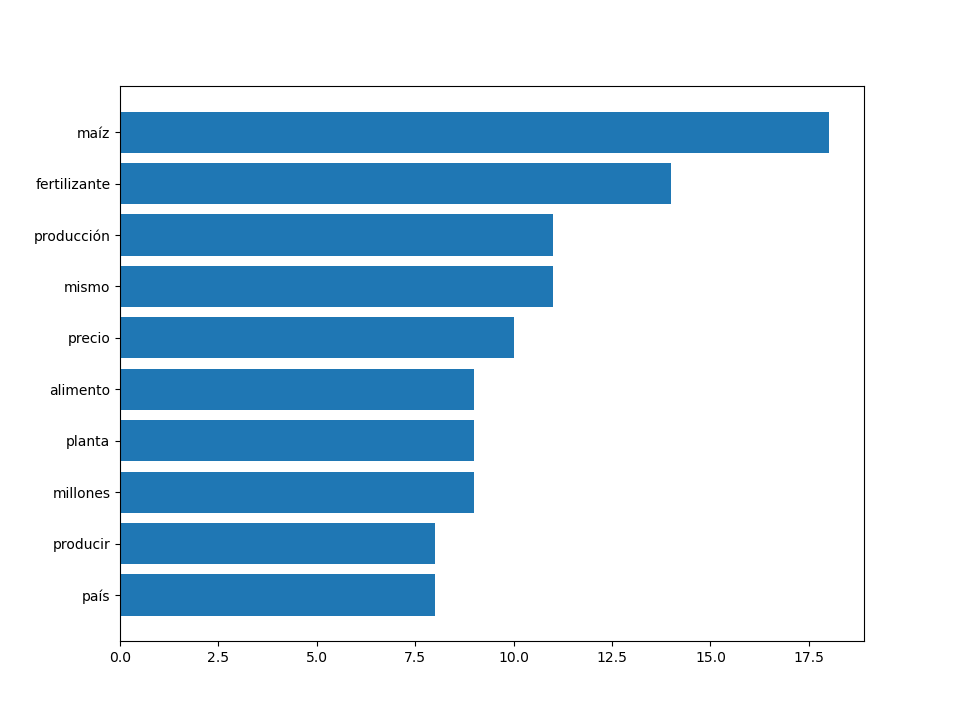 maíz
fertilizante
producción
mismo
precio
alimento
planta
millones
producir
país
0.0 2.5 5.0 7.5 10.0 12.5 15.0 17.5